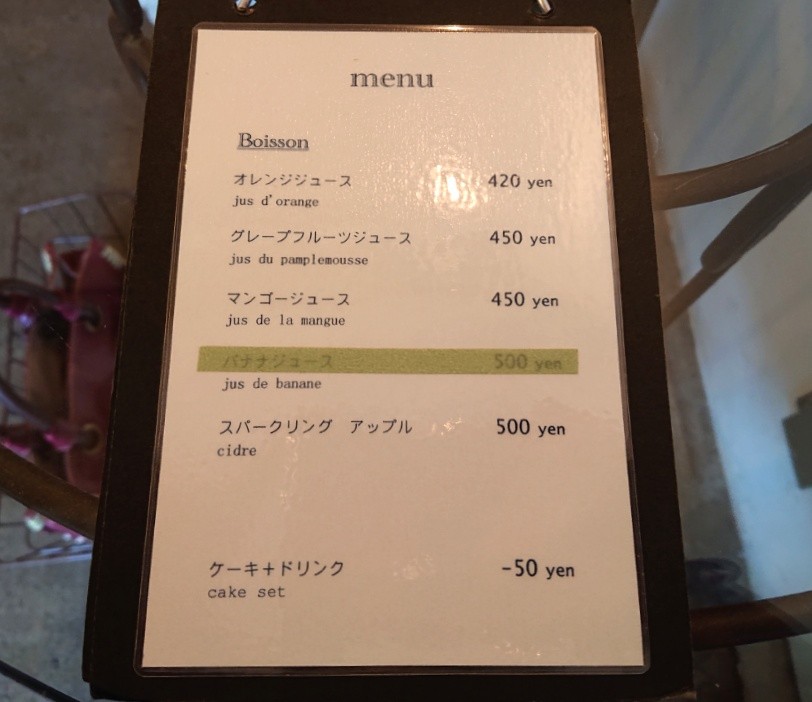 menu
Boisson
オレンジジュース 420 yen
jus d'orange
グレープフルーツジュース 450 yen
jus du pamplemousse
マンゴージュース 450 yen
jus de la mangue
バナナジュース 500 yen
jus de banane
スパークリング　アップル 500 yen
cidre
ケーキ＋ドリンク -50 yen
cake set